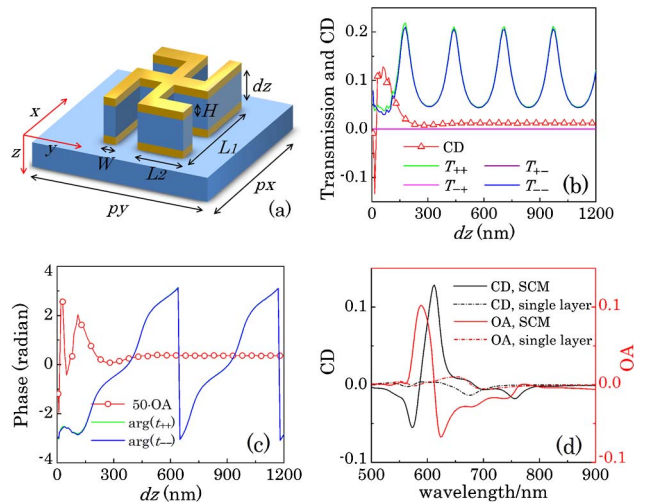 x
y
z
W
H
dz
L1
L2
py
px
(a)
Transmission and CD
0.2
0.1
0.0
-0.1
CD
T++
T+−
T−+
T−−
(b)
0 300 600 900 1200
dz (nm)
Phase (radian)
4
3
1
0
-2
-3
50·OA
arg(t++)
arg(t−−)
(c)
0 300 600 900 1200
dz (nm)
CD
0.1
0.0
-0.1
CD, SCM
CD, single layer
OA, SCM
OA, single layer
OA
0.1
0.0
-0.1
(d)
500 600 700 800 900
wavelength/nm